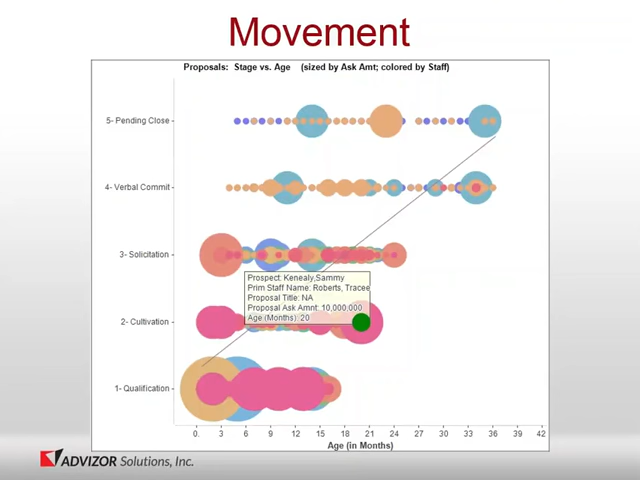 Movement
Proposals: Stage vs. Age (sized by Ask Amt; colored by Staff)
5- Pending Close
4- Verbal Commit
3- Solicitation
Prospect: Kenealy,Sammy
Prim Staff Name: Roberts, Tracee
Proposal Title: NA
Proposal Ask Amnt: 10,000,000
Age (Months): 20
2- Cultivation
1- Qualification
0. 3 6 9 12 15 18 21 24 27 30 33 36 39 42
Age (in Months)
ADVIZOR Solutions, Inc.